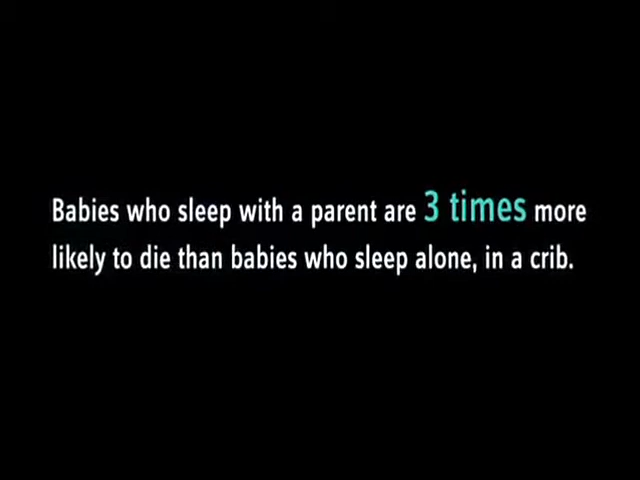 Babies who sleep with a parent are 3 times more
likely to die than babies who sleep alone, in a crib.